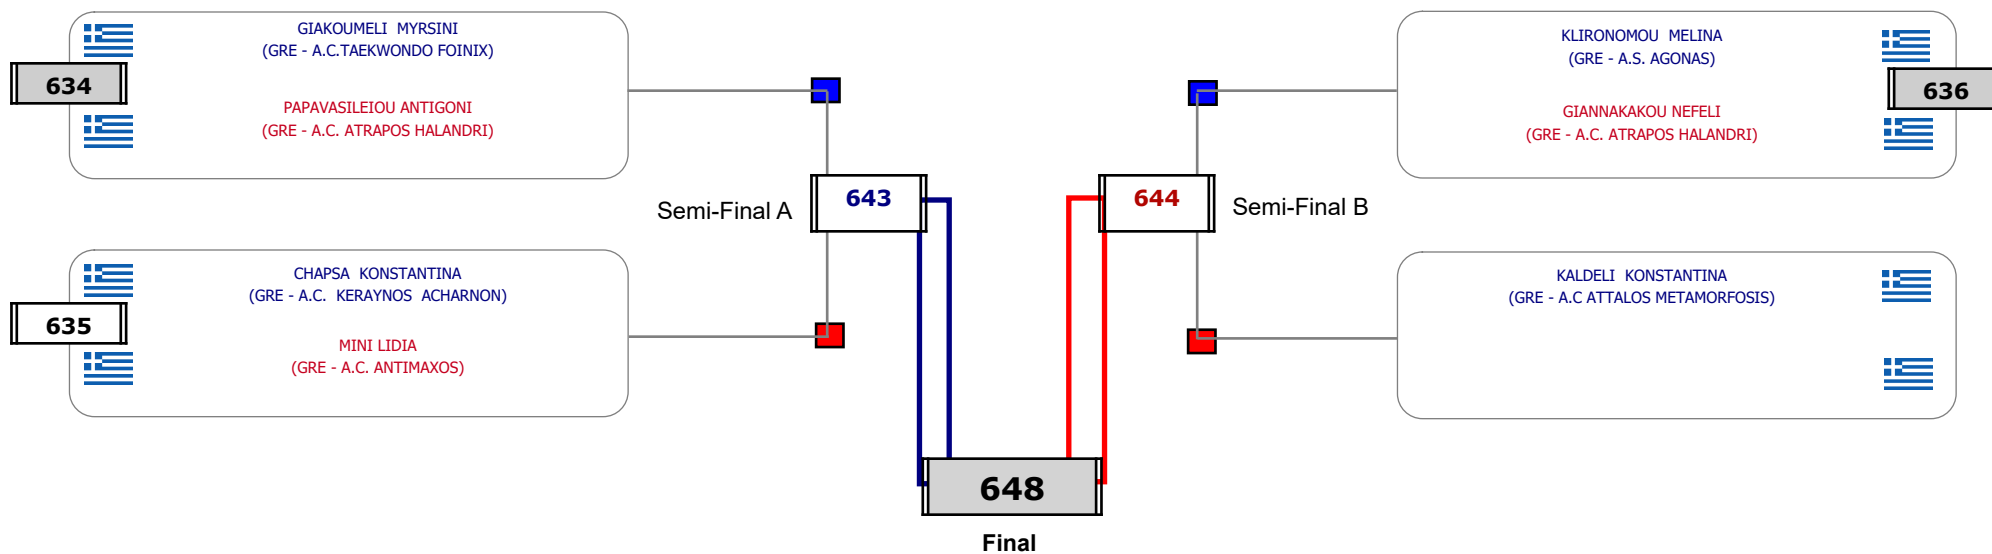 GIAKOUMELI MYRSINI
(GRE - A.C.TAEKWONDO FOINIX)
634
PAPAVASILEIOU ANTIGONI
(GRE - A.C. ATRAPOS HALANDRI)
KLIRONOMOU MELINA
(GRE - A.S. AGONAS)
636
GIANNAKAKOU NEFELI
(GRE - A.C. ATRAPOS HALANDRI)
Semi-Final A
643
644
Semi-Final B
CHAPSA KONSTANTINA
(GRE - A.C. KERAYNOS ACHARNON)
635
MINI LIDIA
(GRE - A.C. ANTIMAXOS)
KALDELI KONSTANTINA
(GRE - A.C ATTALOS METAMORFOSIS)
648
Final